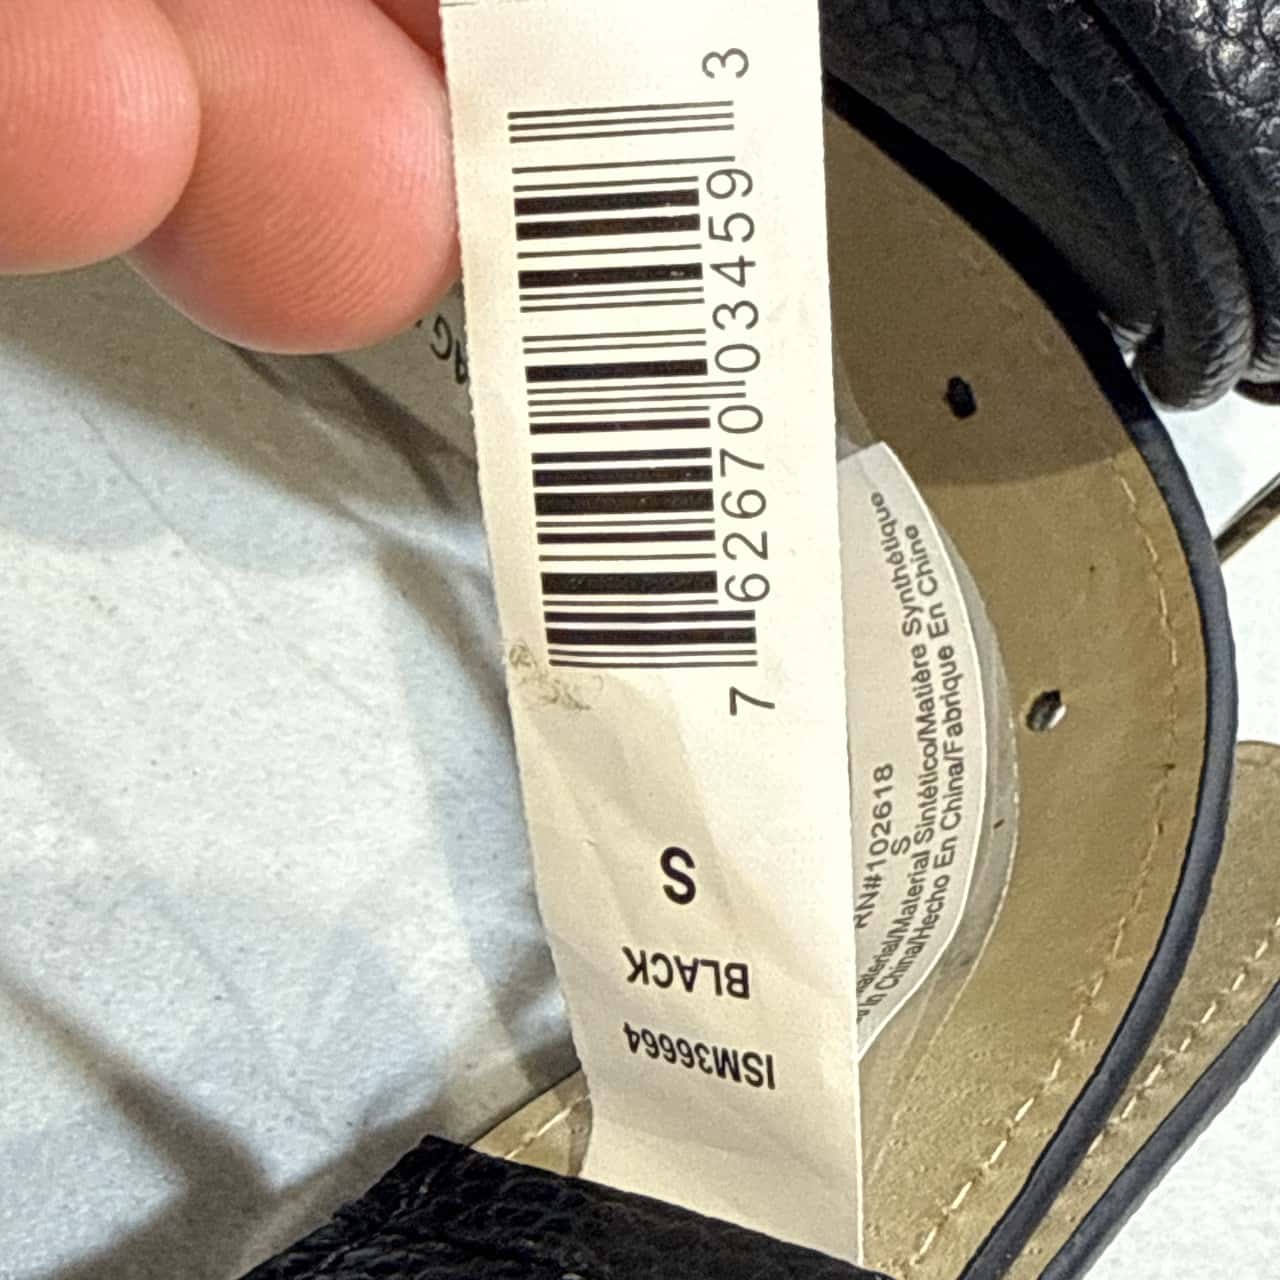 ISM36664
BLACK
S
7 62670 03459 3
RN#102618
S
Material/Material Sintético/Matière Synthétique
In China/Hecho En China/Fabrique En Chine